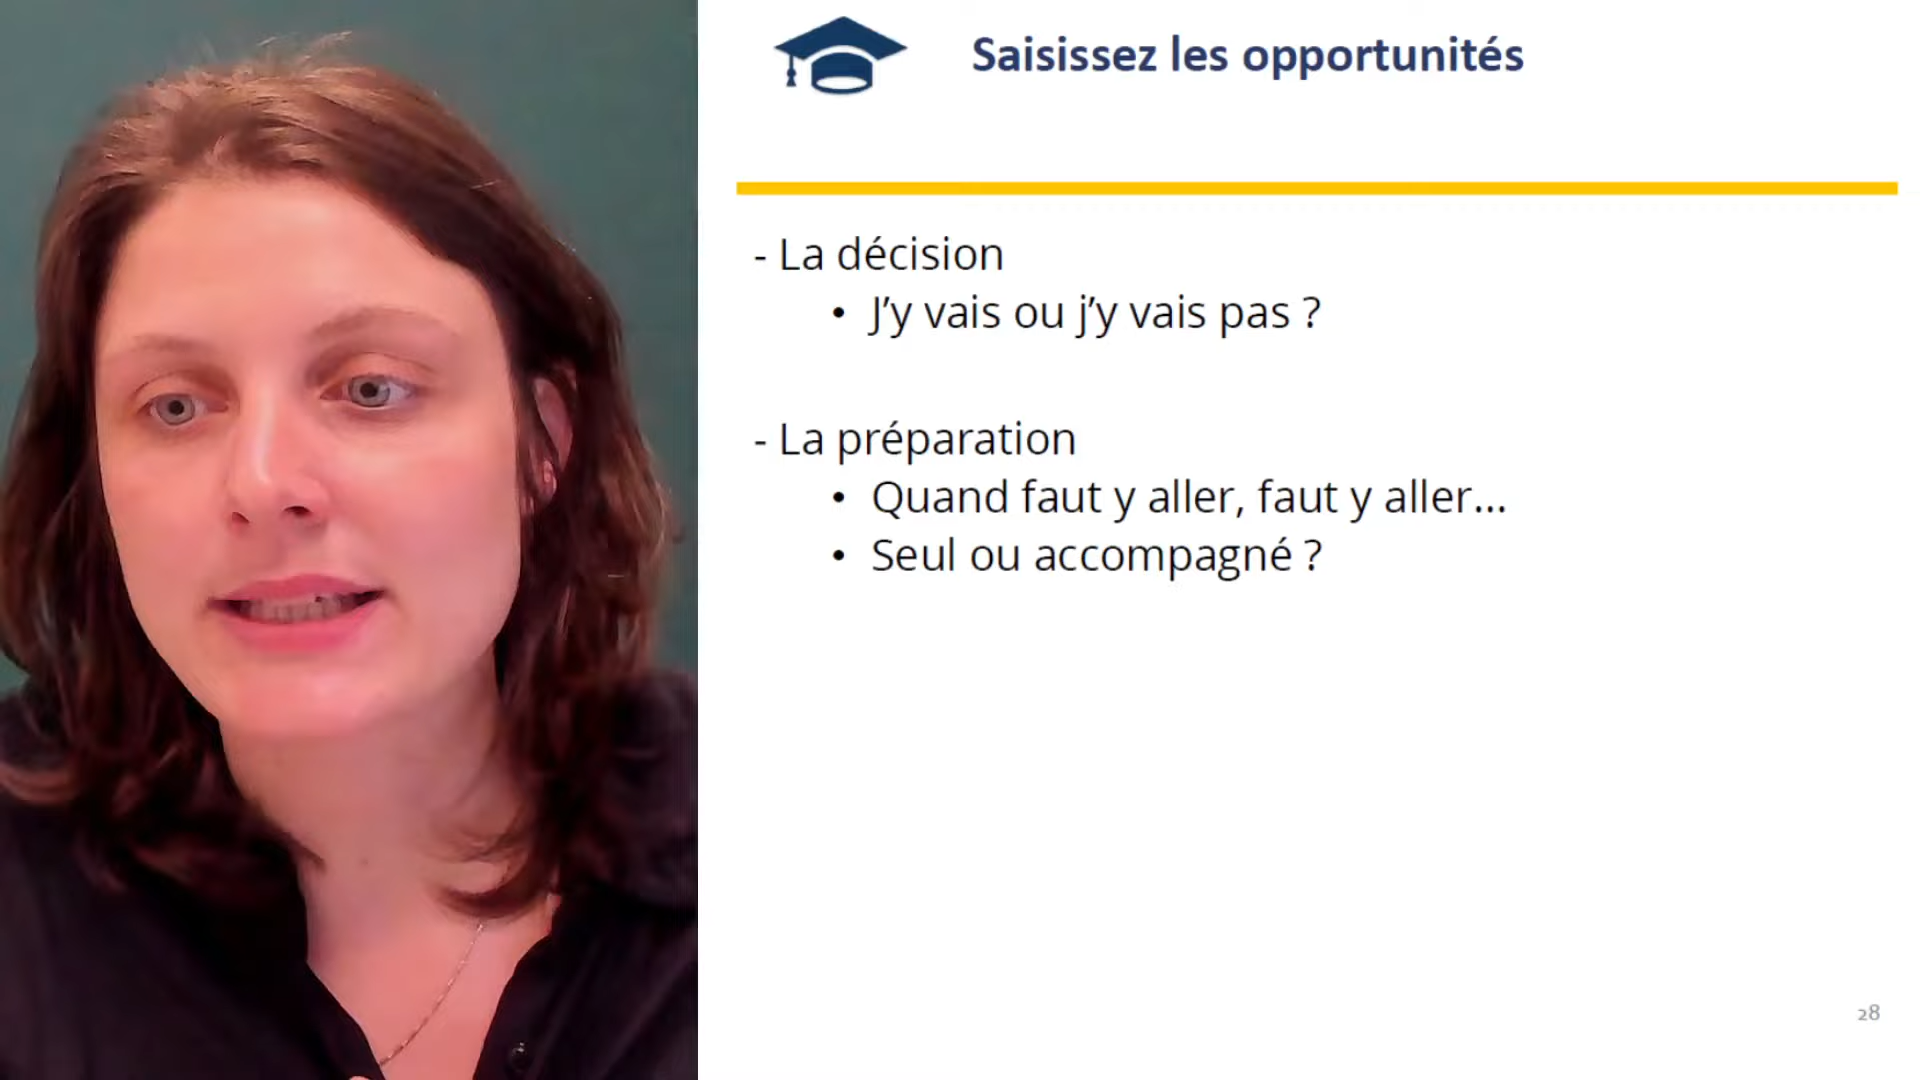 Saisissez les opportunités
- La décision
• J’y vais ou j’y vais pas ?
- La préparation
• Quand faut y aller, faut y aller...
• Seul ou accompagné ?
28